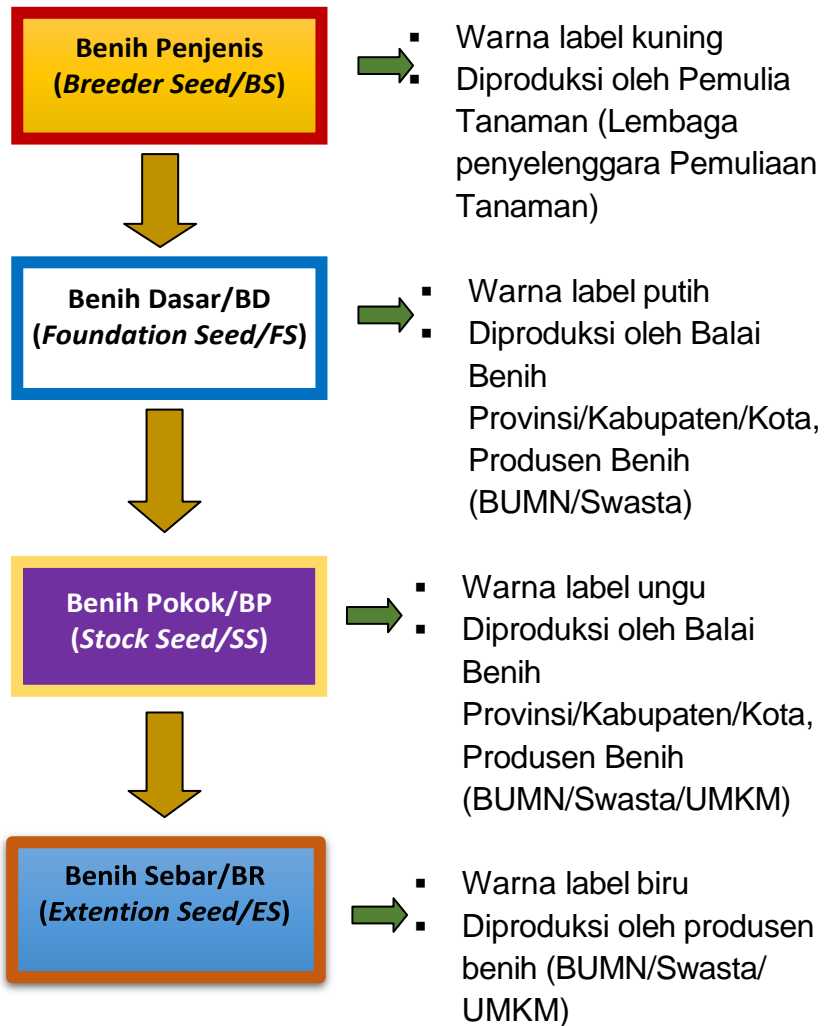 Benih Penjenis
(Breeder Seed/BS)
▪ Warna label kuning
▪ Diproduksi oleh Pemulia
Tanaman (Lembaga
penyelenggara Pemuliaan
Tanaman)
Benih Dasar/BD
(Foundation Seed/FS)
▪ Warna label putih
▪ Diproduksi oleh Balai
Benih
Provinsi/Kabupaten/Kota,
Produsen Benih
(BUMN/Swasta)
Benih Pokok/BP
(Stock Seed/SS)
▪ Warna label ungu
▪ Diproduksi oleh Balai
Benih
Provinsi/Kabupaten/Kota,
Produsen Benih
(BUMN/Swasta/UMKM)
Benih Sebar/BR
(Extention Seed/ES)
▪ Warna label biru
▪ Diproduksi oleh produsen
benih (BUMN/Swasta/
UMKM)